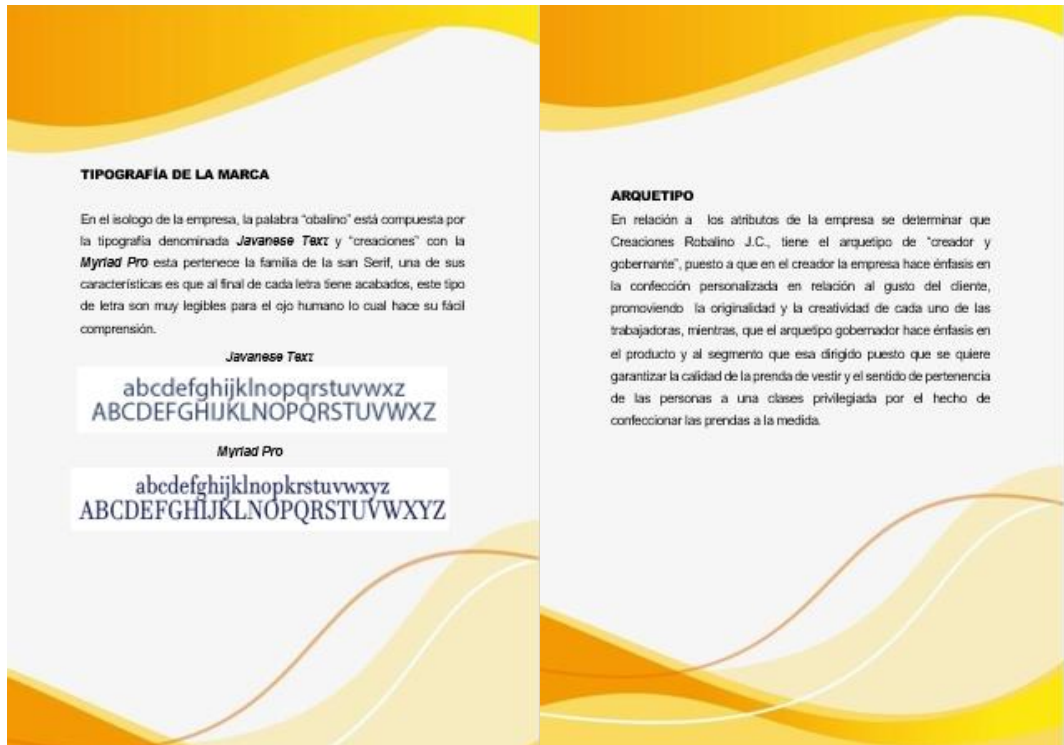 TIPOGRAFÍA DE LA MARCA
En el isologo de la empresa, la palabra “obalino” está compuesta por
la tipografía denominada Javanese Text y “creaciones” con la
Myriad Pro esta pertenece la familia de la san Serif, una de sus
características es que al final de cada letra tiene acabados, este tipo
de letra son muy legibles para el ojo humano lo cual hace su fácil
comprensión.
Javanese Text
abcdefghijklnopqrstuvwxz
ABCDEFGHIJKLNOPQRSTUVWXZ
Myriad Pro
abcdefghijklnopkrstuvwxyz
ABCDEFGHIJKLNOPQRSTUVWXYZ
ARQUETIPO
En relación a los atributos de la empresa se determinar que
Creaciones Robalino J.C., tiene el arquetipo de “creador y
gobernante”, puesto a que en el creador la empresa hace énfasis en
la confección personalizada en relación al gusto del cliente,
promoviendo la originalidad y la creatividad de cada uno de las
trabajadoras, mientras, que el arquetipo gobernador hace énfasis en
el producto y al segmento que esa dirigido puesto que se quiere
garantizar la calidad de la prenda de vestir y el sentido de pertenencia
de las personas a una clases privilegiada por el hecho de
confeccionar las prendas a la medida.